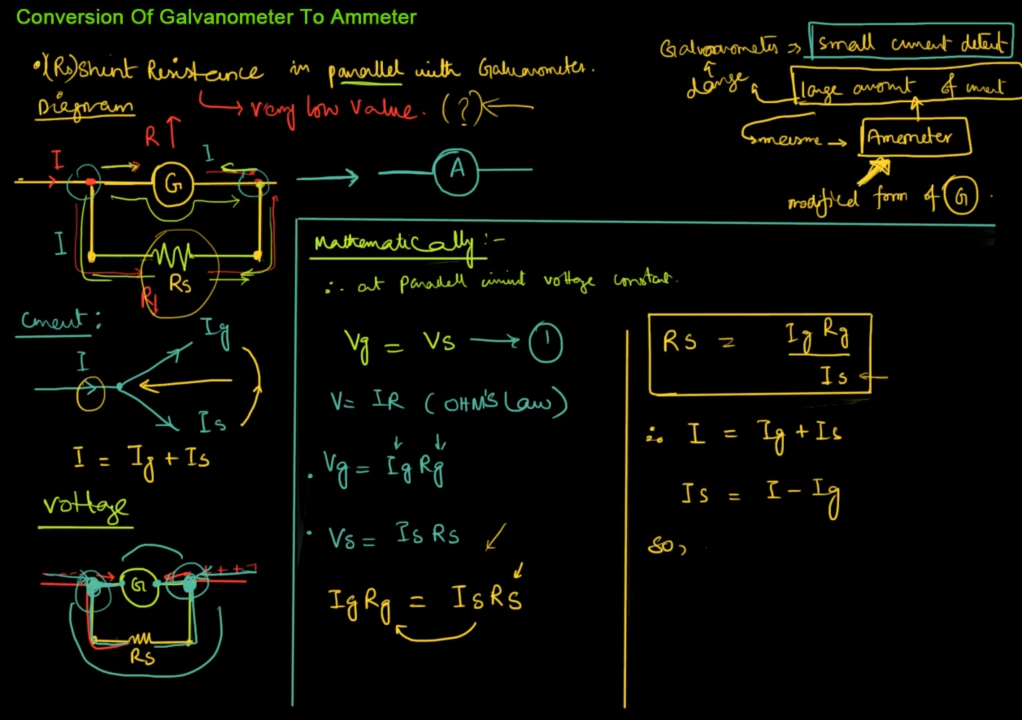 Conversion Of Galvanometer To Ammeter
Galvanometer => small current detect
•(Rs) Shunt Resistance in parallel with Galvanometer.
large amount of current
Diagram
very low value. (?)
measure → Ammeter
modified form of G.
R
I
I
G
A
I
Rs
R
Mathematically:-
∴ at Parallell circuit voltage constant.
Current:
I
Ig
Is
I = Ig + Is
Voltage
G
Rs
Vg = Vs → 1
V = IR (OHM'S Law)
• Vg = Ig Rg
• Vs = Is Rs
Ig Rg = Is Rs
Rs = Ig Rg
Is
∴ I = Ig + Is
Is = I - Ig
so,